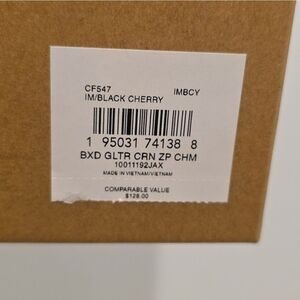 CF547 IMBCY
IM/BLACK CHERRY
1 95031 74138 8
BXD GLTR CRN ZP CHM
10011192JAX
MADE IN VIETNAM/VIETNAM
COMPARABLE VALUE
$128.00